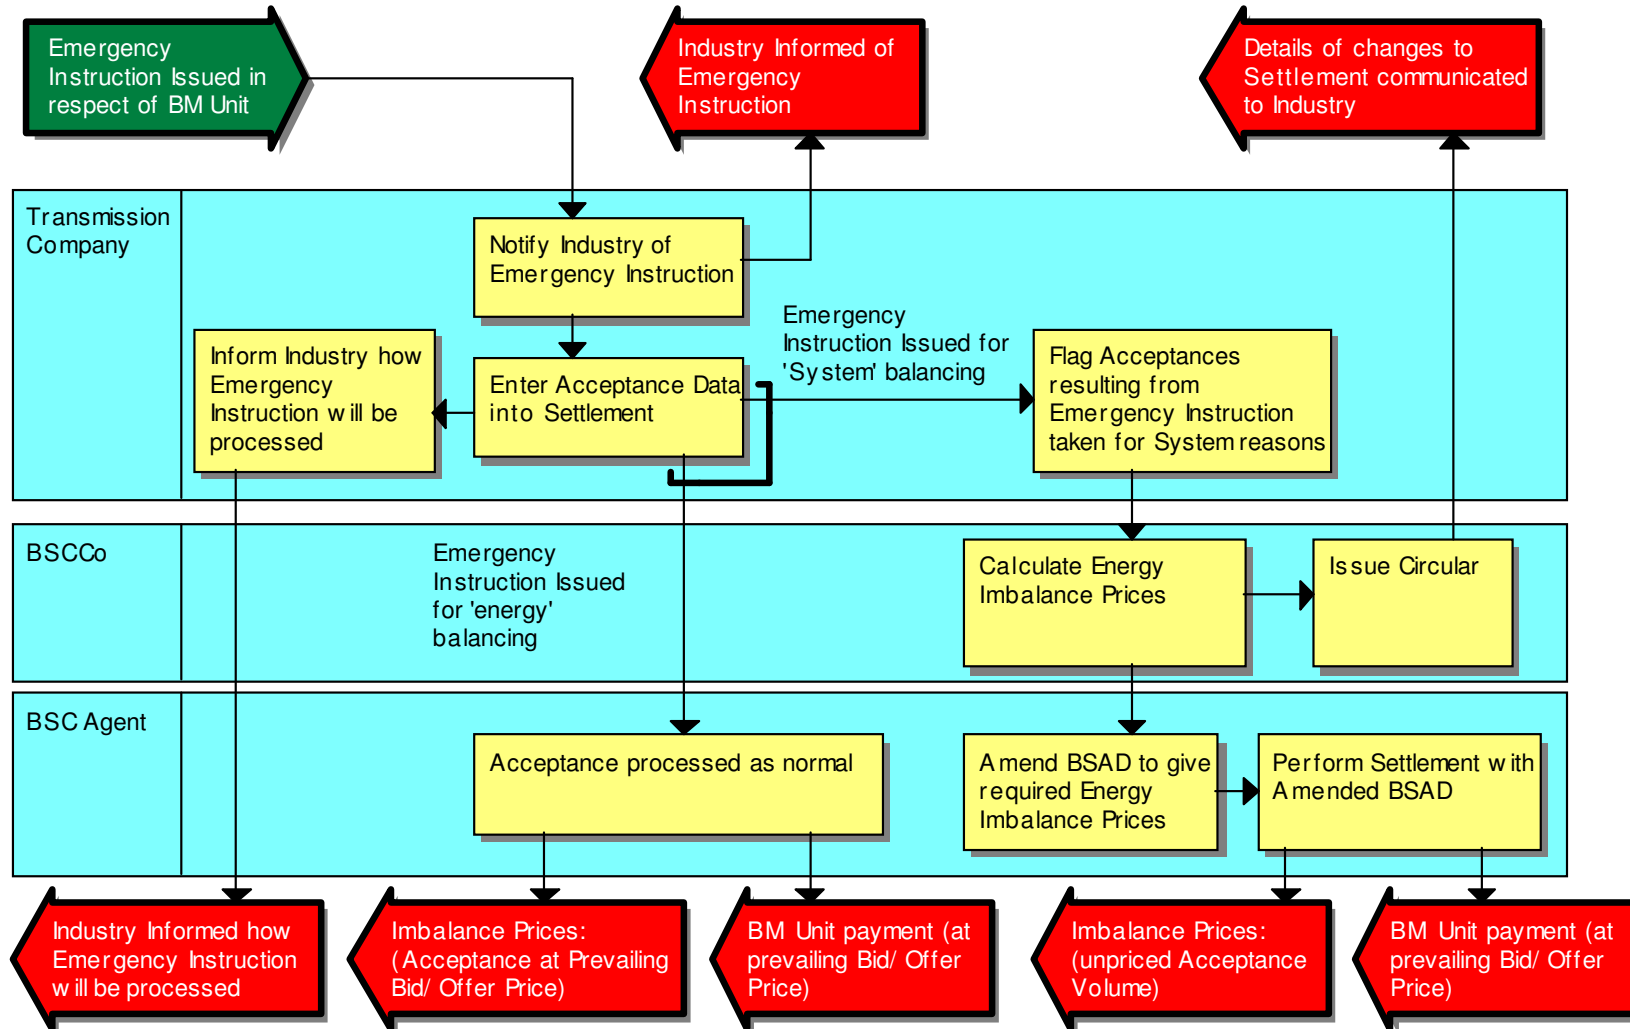 Emergency
Instruction Issued in
respect of BM Unit
Industry Informed of
Emergency
Instruction
Details of changes to
Settlement communicated
to Industry
Transmission
Company
Notify Industry of
Emergency Instruction
Inform Industry how
Emergency
Instruction will be
processed
Enter Acceptance Data
into Settlement
Emergency
Instruction Issued for
'System' balancing
Flag Acceptances
resulting from
Emergency Instruction
taken for System reasons
BSCCo
Emergency
Instruction Issued
for 'energy'
balancing
Calculate Energy
Imbalance Prices
Issue Circular
BSC Agent
Acceptance processed as normal
Amend BSAD to give
required Energy
Imbalance Prices
Perform Settlement with
Amended BSAD
Industry Informed how
Emergency Instruction
will be processed
Imbalance Prices:
(Acceptance at Prevailing
Bid/ Offer Price)
BM Unit payment (at
prevailing Bid/ Offer
Price)
Imbalance Prices:
(unpriced Acceptance
Volume)
BM Unit payment (at
prevailing Bid/ Offer
Price)